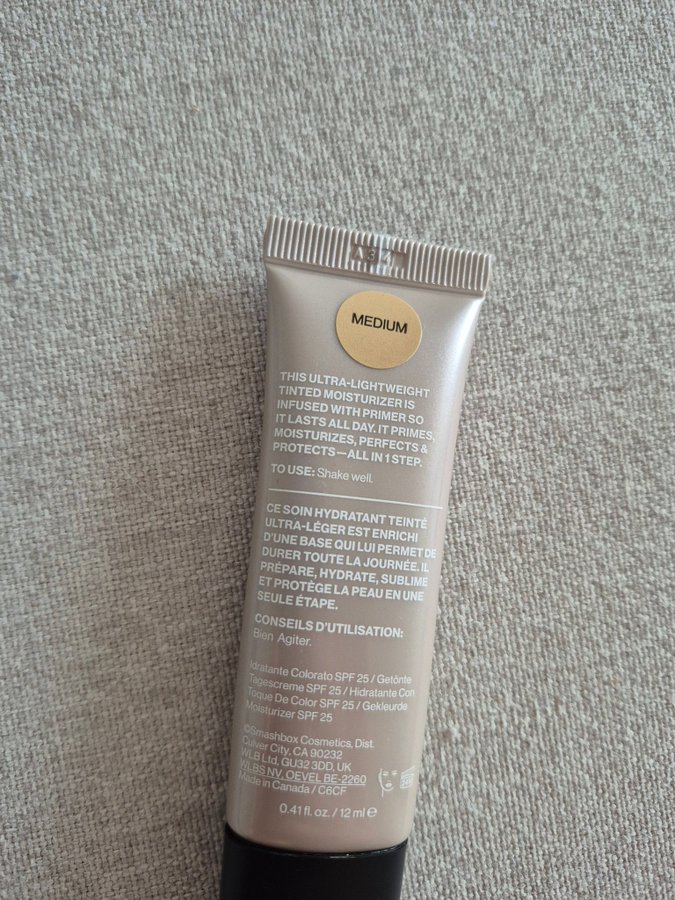 A34
MEDIUM
THIS ULTRA-LIGHTWEIGHT
TINTED MOISTURIZER IS
INFUSED WITH PRIMER SO
IT LASTS ALL DAY. IT PRIMES,
MOISTURIZES, PERFECTS &
PROTECTS—ALL IN 1 STEP.
TO USE: Shake well.
CE SOIN HYDRATANT TEINTÉ
ULTRA-LÉGER EST ENRICHI
D'UNE BASE QUI LUI PERMET DE
DURER TOUTE LA JOURNÉE. IL
PRÉPARE, HYDRATE, SUBLIME
ET PROTÈGE LA PEAU EN UNE
SEULE ÉTAPE.
CONSEILS D'UTILISATION:
Bien Agiter.
Idratante Colorato SPF 25 / Getönte
Tagescreme SPF 25 / Hidratante Con
Toque De Color SPF 25 / Gekleurde
Moisturizer SPF 25
©Smashbox Cosmetics, Dist.
Culver City, CA 90232
WLB Ltd, GU32 3DD, UK
WLBS NV, OEVEL BE-2260
Made in Canada / C6CF
0.41 fl. oz. / 12 ml e